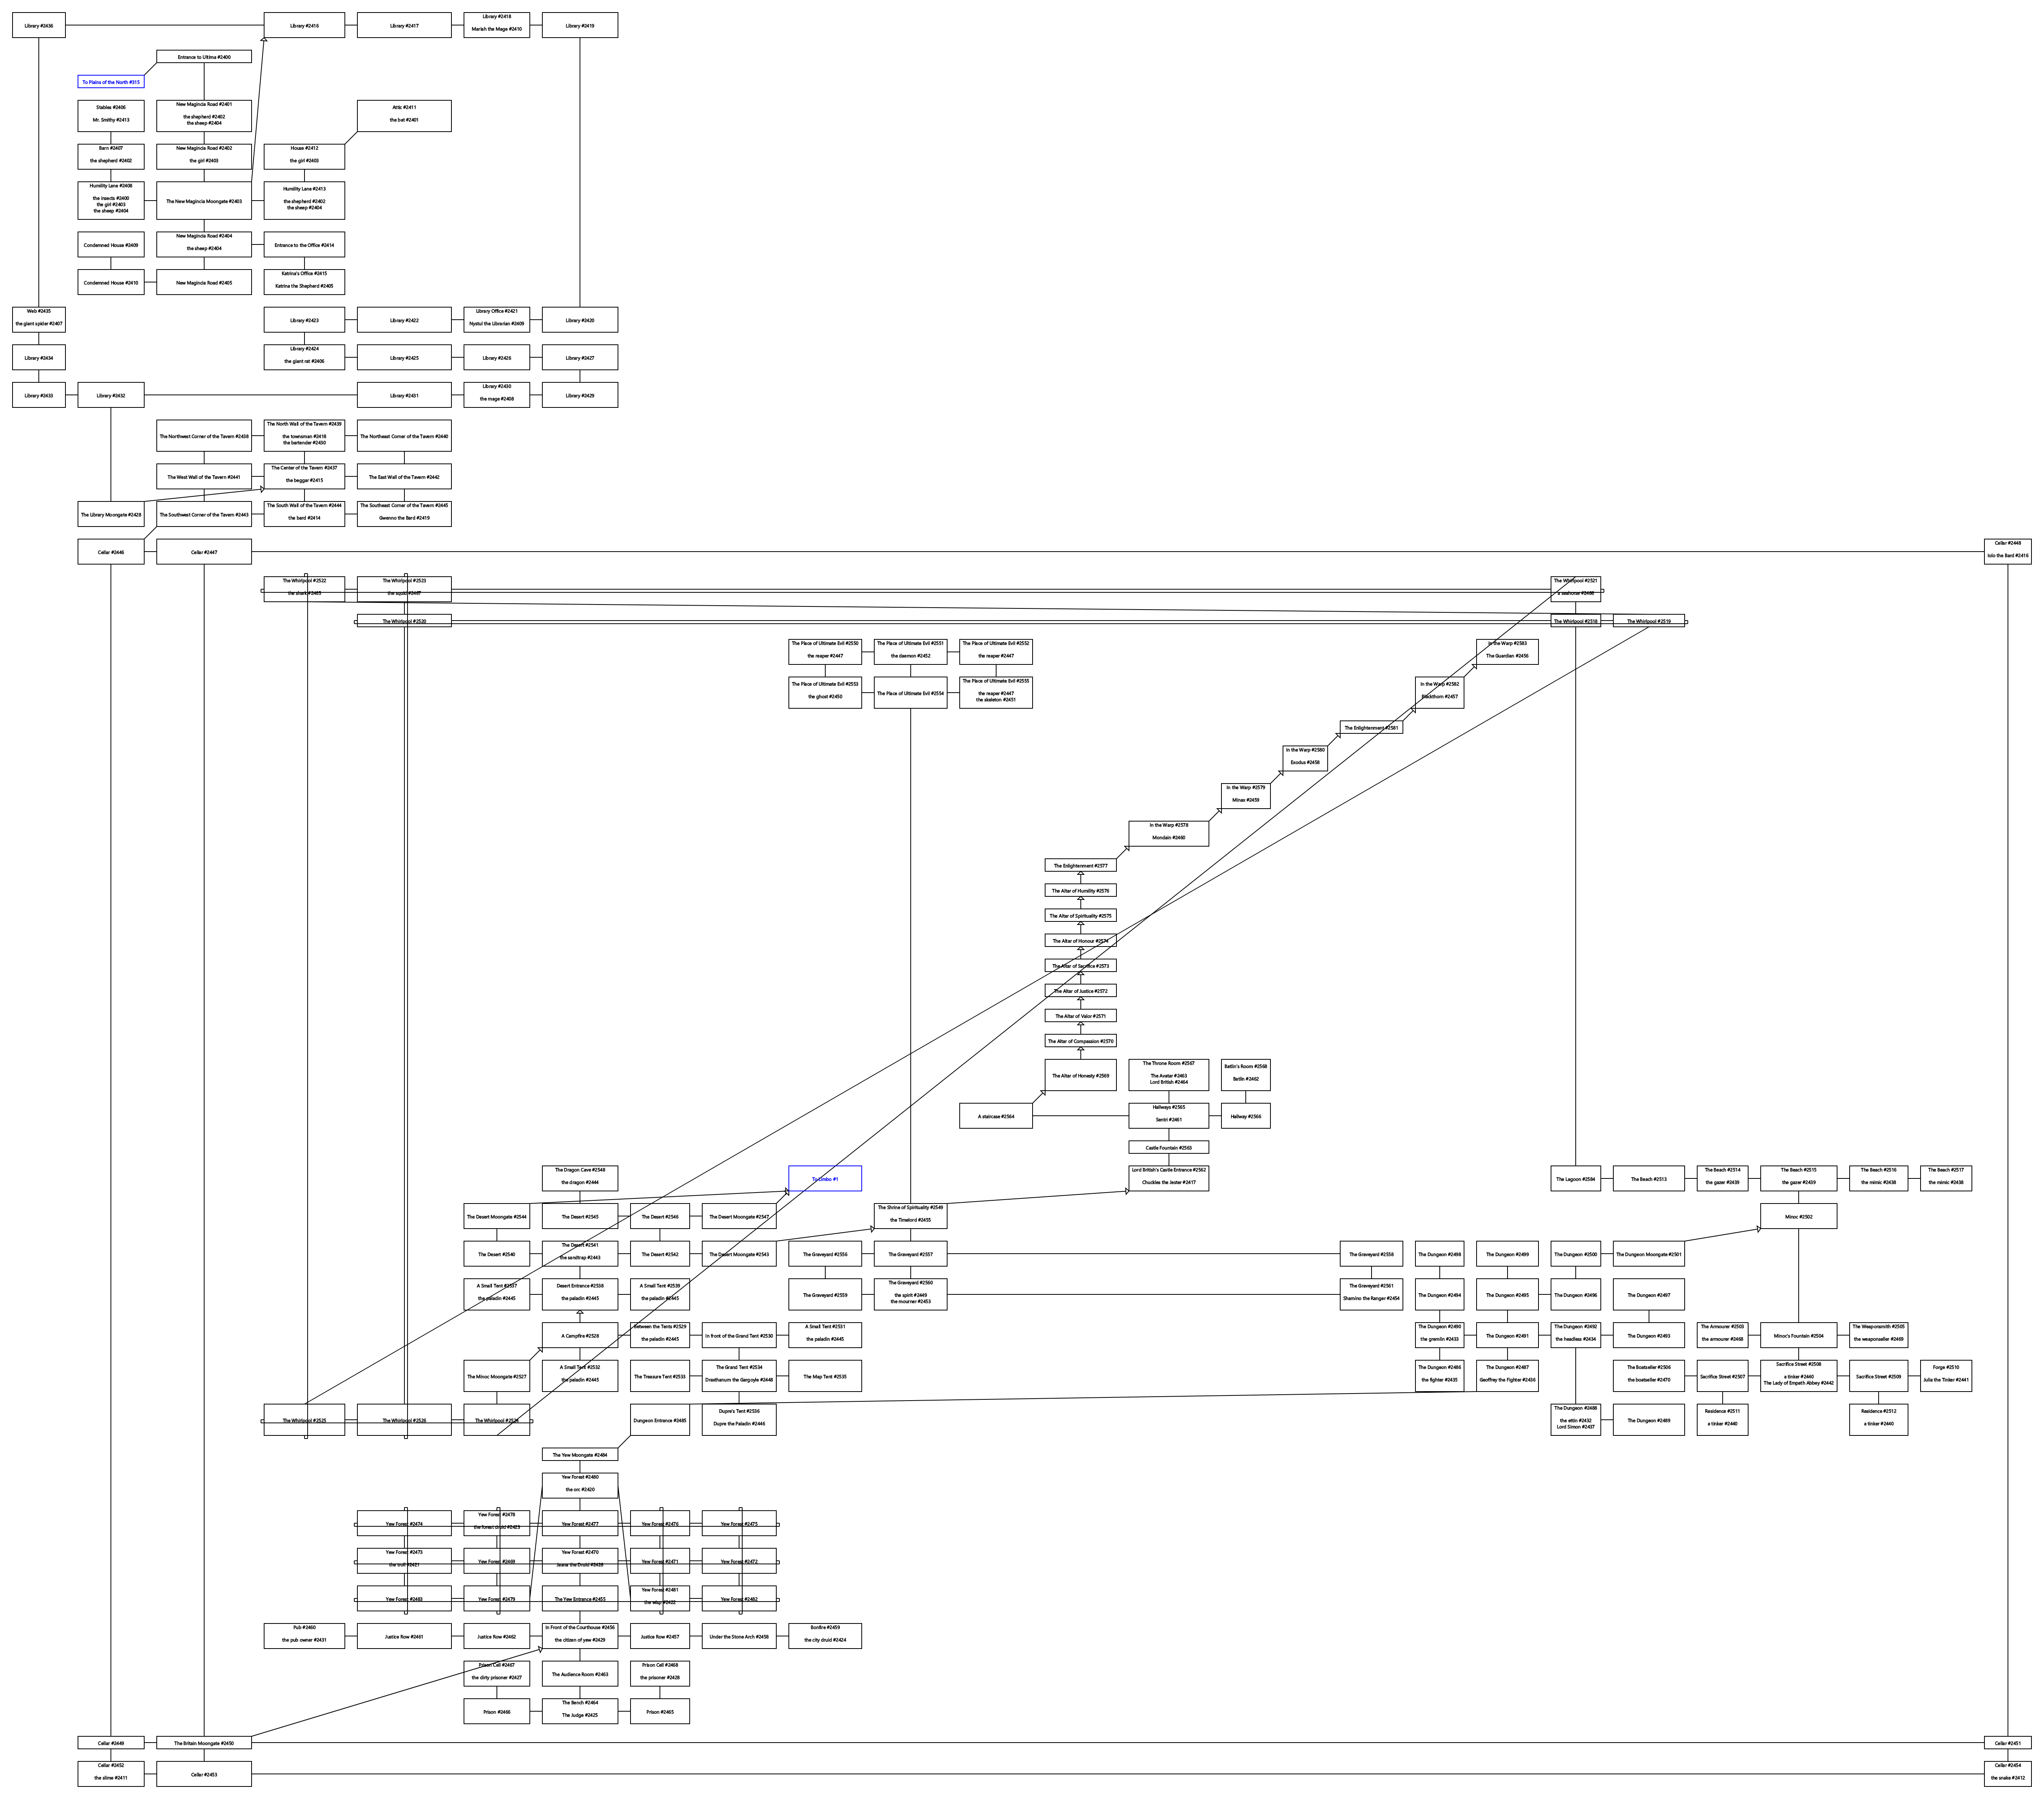 Library #2436
Library #2416
Library #2417
Library #2418
Mariah the Mage #2410
Library #2419
Entrance to Ultima #2400
To Plains of the North #315
Stables #2406
Mr. Smithy #2413
New Magincia Road #2401
the shepherd #2402
the sheep #2404
Attic #2411
the bat #2401
Barn #2407
the shepherd #2402
New Magincia Road #2402
the girl #2403
House #2412
the girl #2403
Humility Lane #2408
the insects #2400
the girl #2403
the sheep #2404
The New Magincia Moongate #2403
Humility Lane #2413
the shepherd #2402
the sheep #2404
Condemned House #2409
New Magincia Road #2404
the sheep #2404
Entrance to the Office #2414
Condemned House #2410
New Magincia Road #2405
Katrina's Office #2415
Katrina the Shepherd #2405
Web #2435
the giant spider #2407
Library #2423
Library #2422
Library Office #2421
Nystul the Librarian #2409
Library #2420
Library #2434
Library #2424
the giant rat #2406
Library #2425
Library #2426
Library #2427
Library #2433
Library #2432
Library #2431
Library #2430
the mage #2408
Library #2429
The Northwest Corner of the Tavern #2438
The North Wall of the Tavern #2439
the townsman #2418
the bartender #2430
The Northeast Corner of the Tavern #2440
The West Wall of the Tavern #2441
The Center of the Tavern #2437
the beggar #2415
The East Wall of the Tavern #2442
The Library Moongate #2428
The Southwest Corner of the Tavern #2443
The South Wall of the Tavern #2444
the bard #2414
The Southeast Corner of the Tavern #2445
Gwenno the Bard #2419
Cellar #2446
Cellar #2447
Cellar #2448
Iolo the Bard #2416
The Whirlpool #2522
the shark #2465
The Whirlpool #2523
the squid #2467
The Whirlpool #2521
a seahorse #2466
The Whirlpool #2520
The Whirlpool #2518
The Whirlpool #2519
The Place of Ultimate Evil #2550
the reaper #2447
The Place of Ultimate Evil #2551
the daemon #2452
The Place of Ultimate Evil #2552
the reaper #2447
In the Warp #2583
The Guardian #2456
The Place of Ultimate Evil #2553
the ghost #2450
The Place of Ultimate Evil #2554
The Place of Ultimate Evil #2555
the reaper #2447
the skeleton #2451
In the Warp #2582
Blackthorn #2457
The Enlightenment #2581
In the Warp #2580
Exodus #2458
In the Warp #2579
Minax #2459
In the Warp #2578
Mondain #2460
The Enlightenment #2577
The Altar of Humility #2576
The Altar of Spirituality #2575
The Altar of Honour #2574
The Altar of Sacrifice #2573
The Altar of Justice #2572
The Altar of Valor #2571
The Altar of Compassion #2570
The Altar of Honesty #2569
The Throne Room #2567
The Avatar #2463
Lord British #2464
Batlin's Room #2568
Batlin #2462
A staircase #2564
Hallways #2565
Sentri #2461
Hallway #2566
Castle Fountain #2563
The Dragon Cave #2548
the dragon #2444
To Limbo #1
Lord British's Castle Entrance #2562
Chuckles the Jester #2417
The Lagoon #2584
The Beach #2513
The Beach #2514
the gazer #2439
The Beach #2515
the gazer #2439
The Beach #2516
the mimic #2438
The Beach #2517
the mimic #2438
The Desert Moongate #2544
The Desert #2545
The Desert #2546
The Desert Moongate #2547
The Shrine of Spirituality #2549
the Timelord #2455
Minoc #2502
The Desert #2540
The Desert #2541
the sandtrap #2443
The Desert #2542
The Desert Moongate #2543
The Graveyard #2556
The Graveyard #2557
The Graveyard #2558
The Dungeon #2498
The Dungeon #2499
The Dungeon #2500
The Dungeon Moongate #2501
A Small Tent #2537
the paladin #2445
Desert Entrance #2538
the paladin #2445
A Small Tent #2539
the paladin #2445
The Graveyard #2559
The Graveyard #2560
the spirit #2449
the mourner #2453
The Graveyard #2561
Shamino the Ranger #2454
The Dungeon #2494
The Dungeon #2495
The Dungeon #2496
The Dungeon #2497
A Campfire #2528
Between the Tents #2529
the paladin #2445
In front of the Grand Tent #2530
A Small Tent #2531
the paladin #2445
The Dungeon #2490
the gremlin #2433
The Dungeon #2491
The Dungeon #2492
the headless #2434
The Dungeon #2493
The Armourer #2503
the armourer #2468
Minoc's Fountain #2504
The Weaponsmith #2505
the weaponseller #2469
The Minoc Moongate #2527
A Small Tent #2532
the paladin #2445
The Treasure Tent #2533
The Grand Tent #2534
Draxthanum the Gargoyle #2448
The Map Tent #2535
The Dungeon #2486
the fighter #2435
The Dungeon #2487
Geoffrey the Fighter #2436
The Boatseller #2506
the boatseller #2470
Sacrifice Street #2507
Sacrifice Street #2508
a tinker #2440
The Lady of Empath Abbey #2442
Sacrifice Street #2509
Forge #2510
Julia the Tinker #2441
The Whirlpool #2525
The Whirlpool #2526
The Whirlpool #2524
Dungeon Entrance #2485
Dupre's Tent #2536
Dupre the Paladin #2446
The Dungeon #2488
the ettin #2432
Lord Simon #2437
The Dungeon #2489
Residence #2511
a tinker #2440
Residence #2512
a tinker #2440
The Yew Moongate #2484
Yew Forest #2480
the orc #2420
Yew Forest #2474
Yew Forest #2478
the forest druid #2423
Yew Forest #2477
Yew Forest #2476
Yew Forest #2475
Yew Forest #2473
the troll #2421
Yew Forest #2469
Yew Forest #2470
Jaana the Druid #2426
Yew Forest #2471
Yew Forest #2472
Yew Forest #2483
Yew Forest #2479
The Yew Entrance #2455
Yew Forest #2481
the wisp #2422
Yew Forest #2482
Pub #2460
the pub owner #2431
Justice Row #2461
Justice Row #2462
In Front of the Courthouse #2456
the citizen of yew #2429
Justice Row #2457
Under the Stone Arch #2458
Bonfire #2459
the city druid #2424
Prison Cell #2467
the dirty prisoner #2427
The Audience Room #2463
Prison Cell #2468
the prisoner #2428
Prison #2466
The Bench #2464
The Judge #2425
Prison #2465
Cellar #2449
The Britain Moongate #2450
Cellar #2451
Cellar #2452
the slime #2411
Cellar #2453
Cellar #2454
the snake #2412